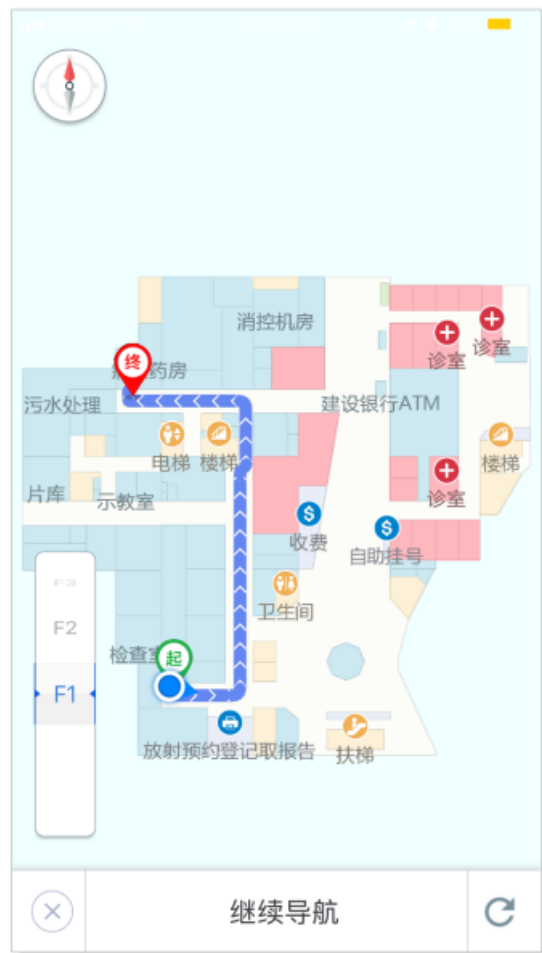 消控机房
诊室
诊室
终
药房
污水处理
建设银行ATM
电梯
楼梯
楼梯
诊室
片库
示教室
收费
自助挂号
卫生间
F3
F2
F1
检查室
起
放射预约登记取报告
扶梯
继续导航